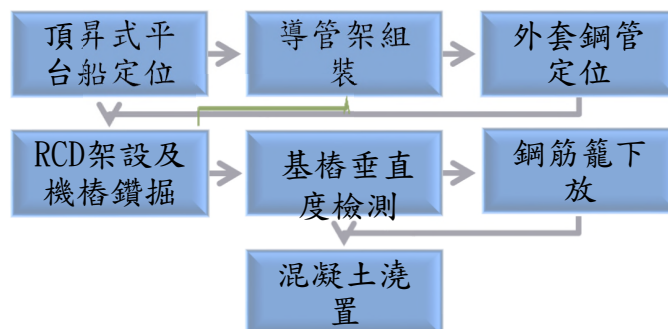 頂昇式平
台船定位
導管架組
裝
外套鋼管
定位
RCD架設及
機樁鑽掘
基樁垂直
度檢測
鋼筋籠下
放
混凝土澆
置